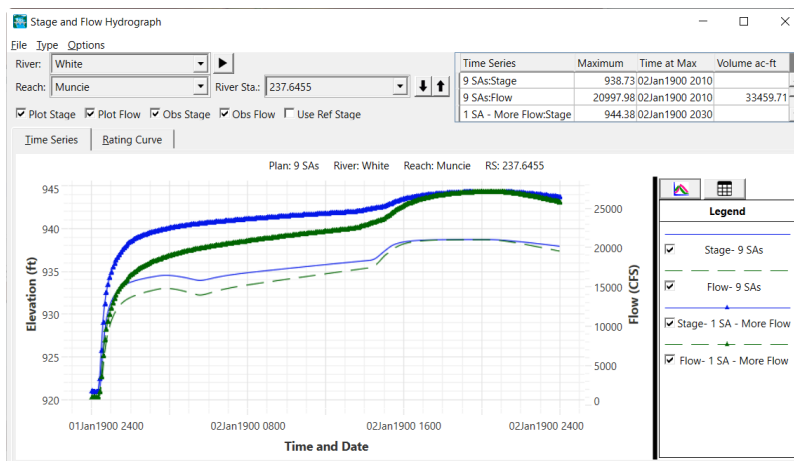 Stage and Flow Hydrograph
File Type Options
River: White
Reach: Muncie River Sta.: 237.6455
Plot Stage Plot Flow Obs Stage Obs Flow Use Ref Stage
Time Series Maximum Time at Max Volume ac-ft
9 SAs:Stage 938.73 02Jan1900 2010
9 SAs:Flow 20997.98 02Jan1900 2010 33459.71
1 SA - More Flow:Stage 944.38 02Jan1900 2030
Time Series Rating Curve
Plan: 9 SAs River: White Reach: Muncie RS: 237.6455
945
940
935
930
925
920
Elevation (ft)
25000
20000
15000
10000
5000
0
Flow (CFS)
01Jan1900 2400 02Jan1900 0800 02Jan1900 1600 02Jan1900 2400
Time and Date
Legend
Stage- 9 SAs
Flow- 9 SAs
Stage- 1 SA - More Flow
Flow- 1 SA - More Flow